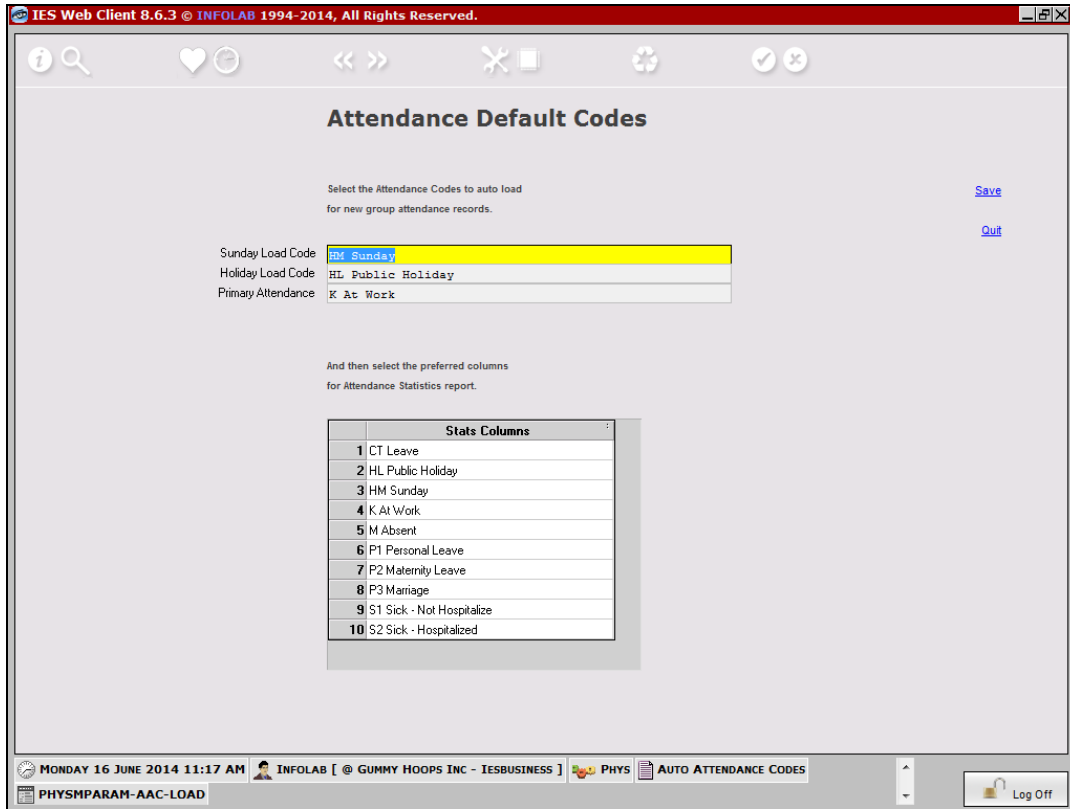 IES Web Client 8.6.3 © INFOLAB 1994-2014, All Rights Reserved.
Attendance Default Codes
Select the Attendance Codes to auto load
for new group attendance records.
Save
Quit
Sunday Load Code HM Sunday
Holiday Load Code HL Public Holiday
Primary Attendance K At Work
And then select the preferred columns
for Attendance Statistics report.
Stats Columns
1 CT Leave
2 HL Public Holiday
3 HM Sunday
4 K At Work
5 M Absent
6 P1 Personal Leave
7 P2 Maternity Leave
8 P3 Marriage
9 S1 Sick - Not Hospitalize
10 S2 Sick - Hospitalized
MONDAY 16 JUNE 2014 11:17 AM INFOLAB [ @ GUMMY HOOPS INC - IESBUSINESS ] PHYS AUTO ATTENDANCE CODES
PHYSMPARAM-AAC-LOAD Log Off